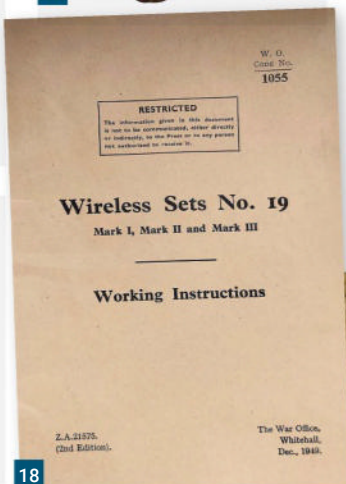 W. O.
Code No.
1055
RESTRICTED
The information given in this document
is not to be communicated, either directly
or indirectly, to the Press or to any person
not authorized to receive it.
Wireless Sets No. 19
Mark I, Mark II and Mark III
Working Instructions
Z.A.21575.
(2nd Edition).
The War Office,
Whitehall,
Dec., 1949.
18